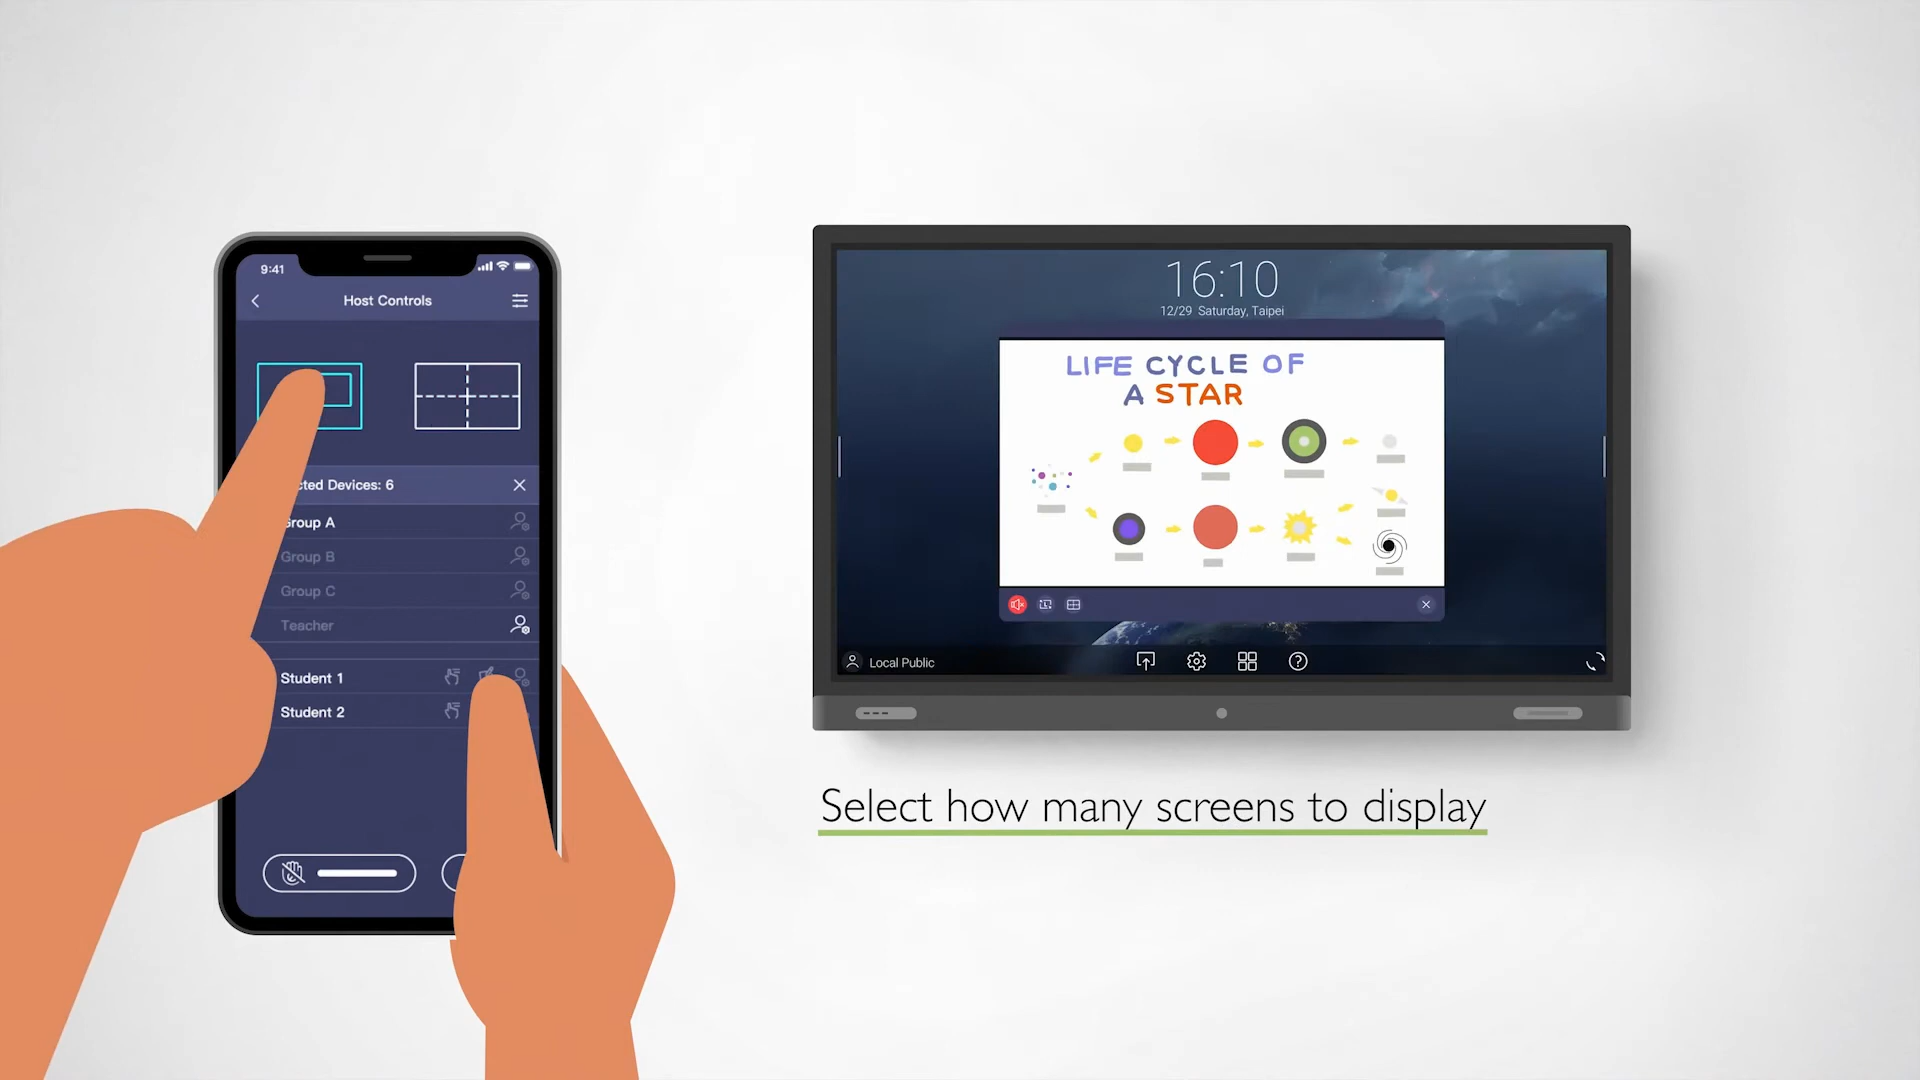 9:41
Host Controls
cted Devices: 6
Group A
Group B
Group C
Teacher
Student 1
Student 2
16:10
12/29 Saturday, Taipei
LIFE CYCLE OF
A STAR
Local Public
Select how many screens to display